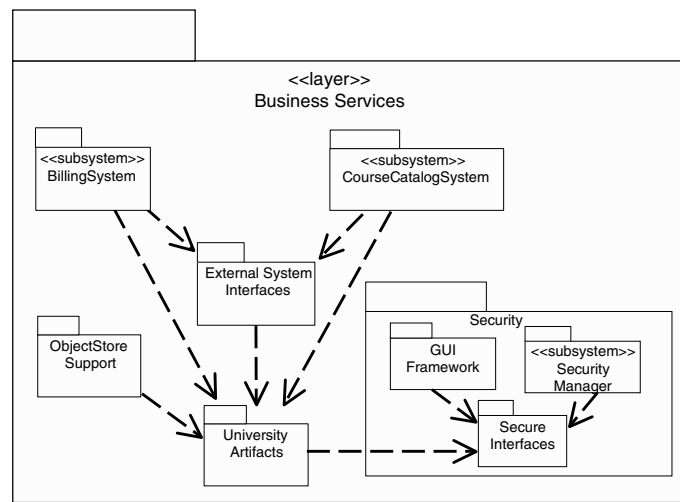 <<layer>>
Business Services
<<subsystem>>
BillingSystem
<<subsystem>>
CourseCatalogSystem
External System
Interfaces
Security
ObjectStore
Support
GUI
Framework
<<subsystem>>
Security
Manager
University
Artifacts
Secure
Interfaces